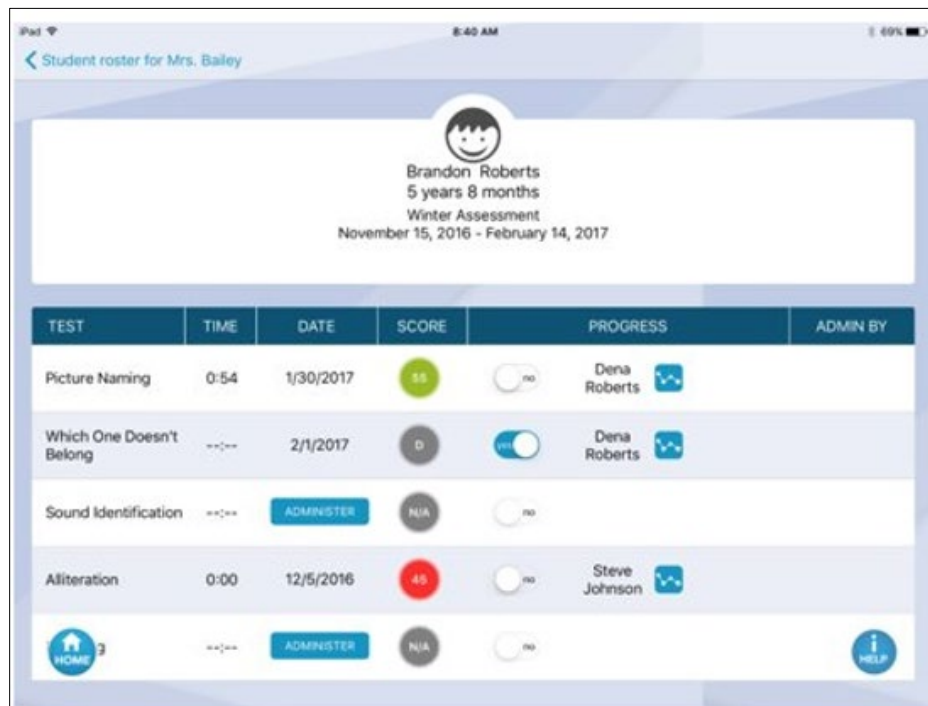 iPad 8:40 AM 69%
Student roster for Mrs. Bailey
Brandon Roberts
5 years 8 months
Winter Assessment
November 15, 2016 - February 14, 2017
TEST TIME DATE SCORE PROGRESS ADMIN BY
Picture Naming 0:54 1/30/2017 55 no Dena Roberts
Which One Doesn't
Belong --:-- 2/1/2017 D yes Dena Roberts
Sound Identification --:-- ADMINISTER N/A no
Alliteration 0:00 12/5/2016 45 no Steve Johnson
g --:-- ADMINISTER N/A no
HOME
i
HELP